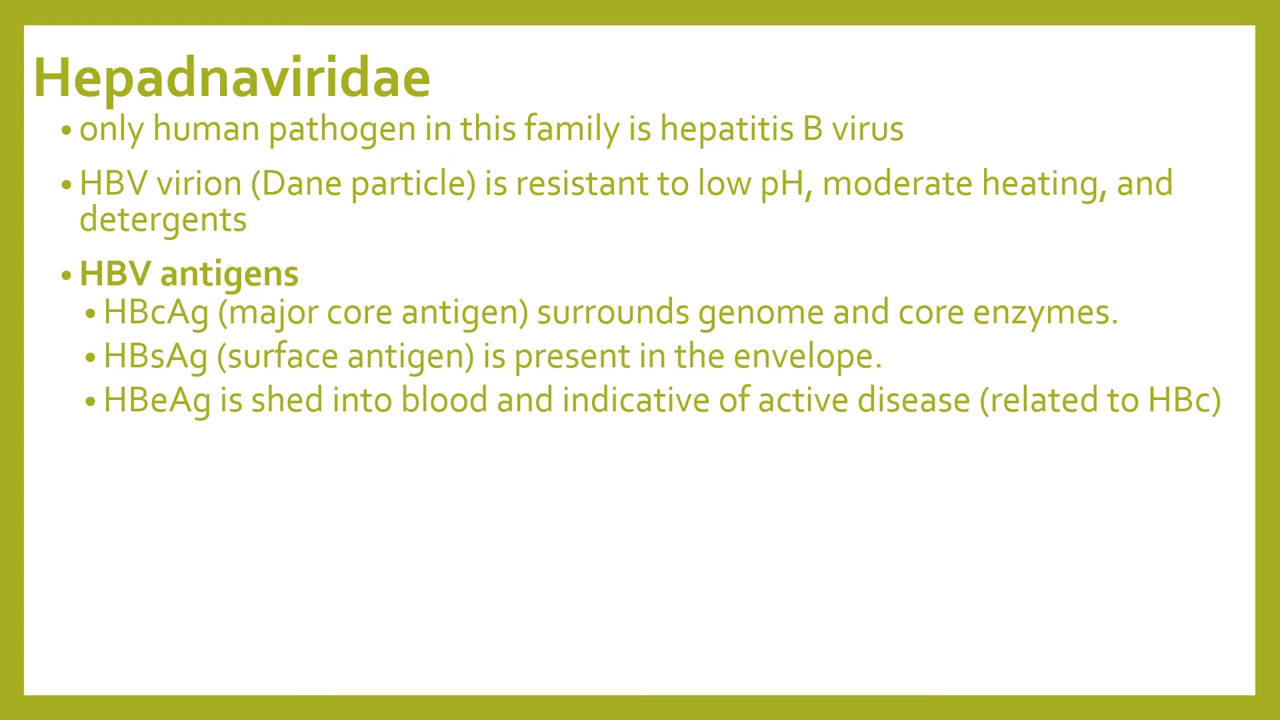 Hepadnaviridae
• only human pathogen in this family is hepatitis B virus
• HBV virion (Dane particle) is resistant to low pH, moderate heating, and
detergents
• HBV antigens
• HBcAg (major core antigen) surrounds genome and core enzymes.
• HBsAg (surface antigen) is present in the envelope.
• HBeAg is shed into blood and indicative of active disease (related to HBc)